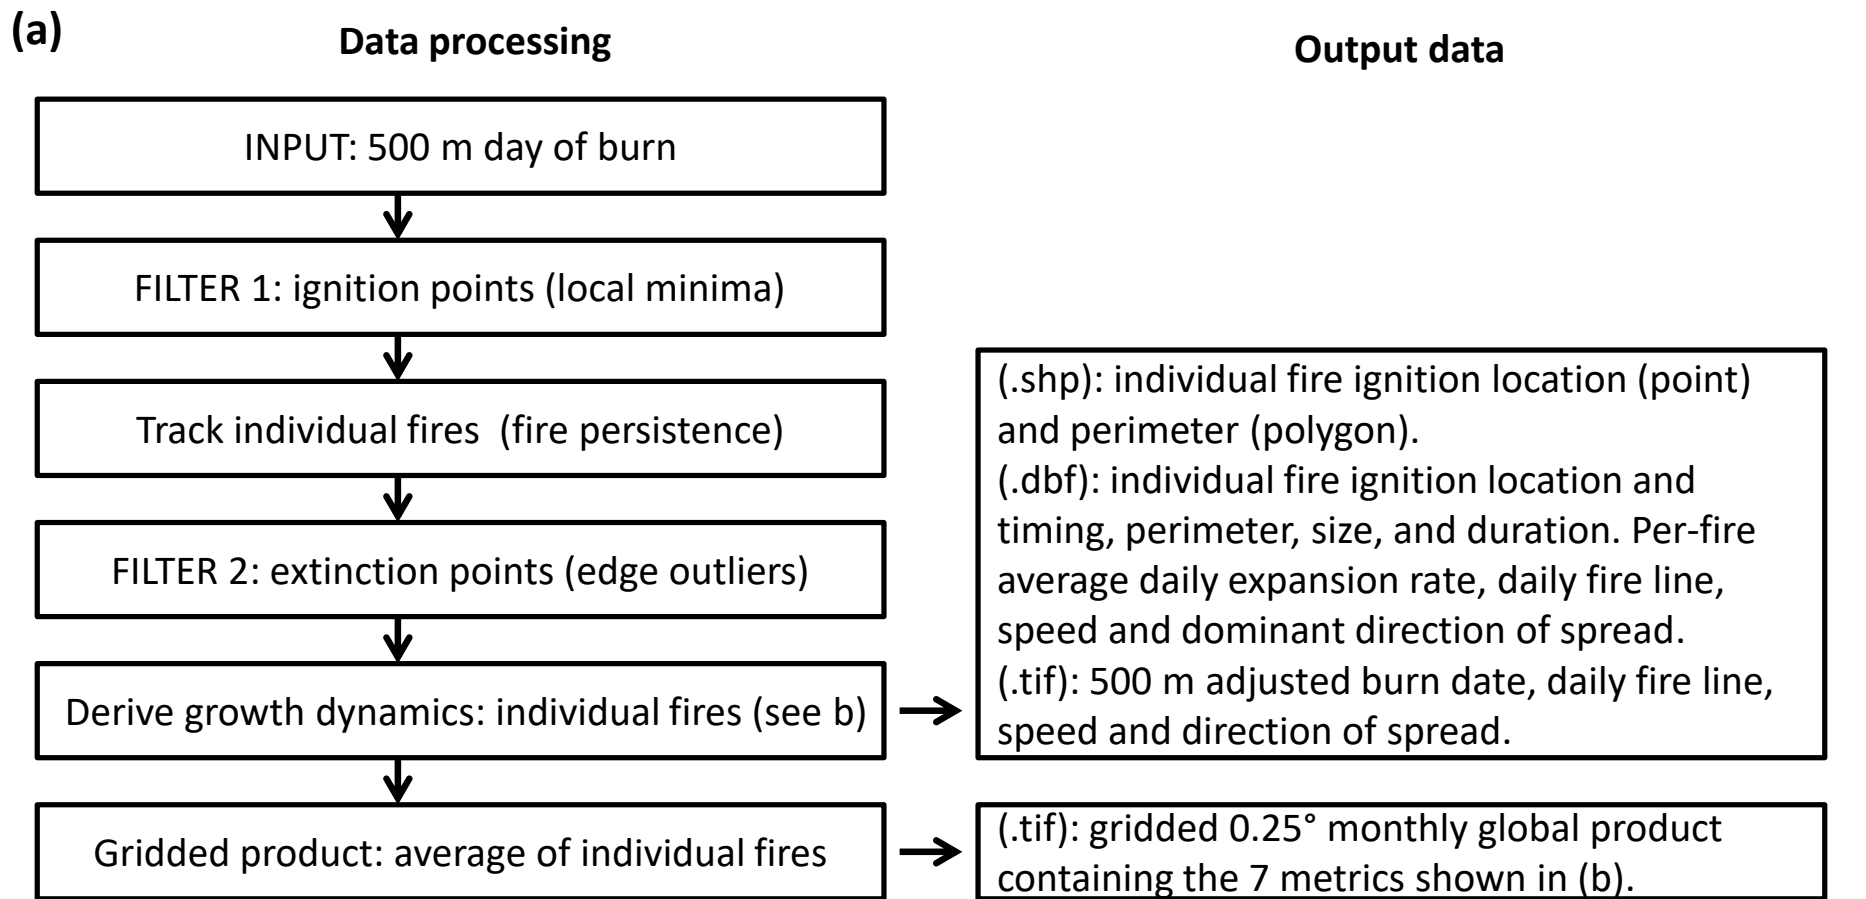 (a)
Data processing
Output data
INPUT: 500 m day of burn
FILTER 1: ignition points (local minima)
Track individual fires (fire persistence)
FILTER 2: extinction points (edge outliers)
Derive growth dynamics: individual fires (see b)
Gridded product: average of individual fires
(.shp): individual fire ignition location (point)
and perimeter (polygon).
(.dbf): individual fire ignition location and
timing, perimeter, size, and duration. Per-fire
average daily expansion rate, daily fire line,
speed and dominant direction of spread.
(.tif): 500 m adjusted burn date, daily fire line,
speed and direction of spread.
(.tif): gridded 0.25° monthly global product
containing the 7 metrics shown in (b).